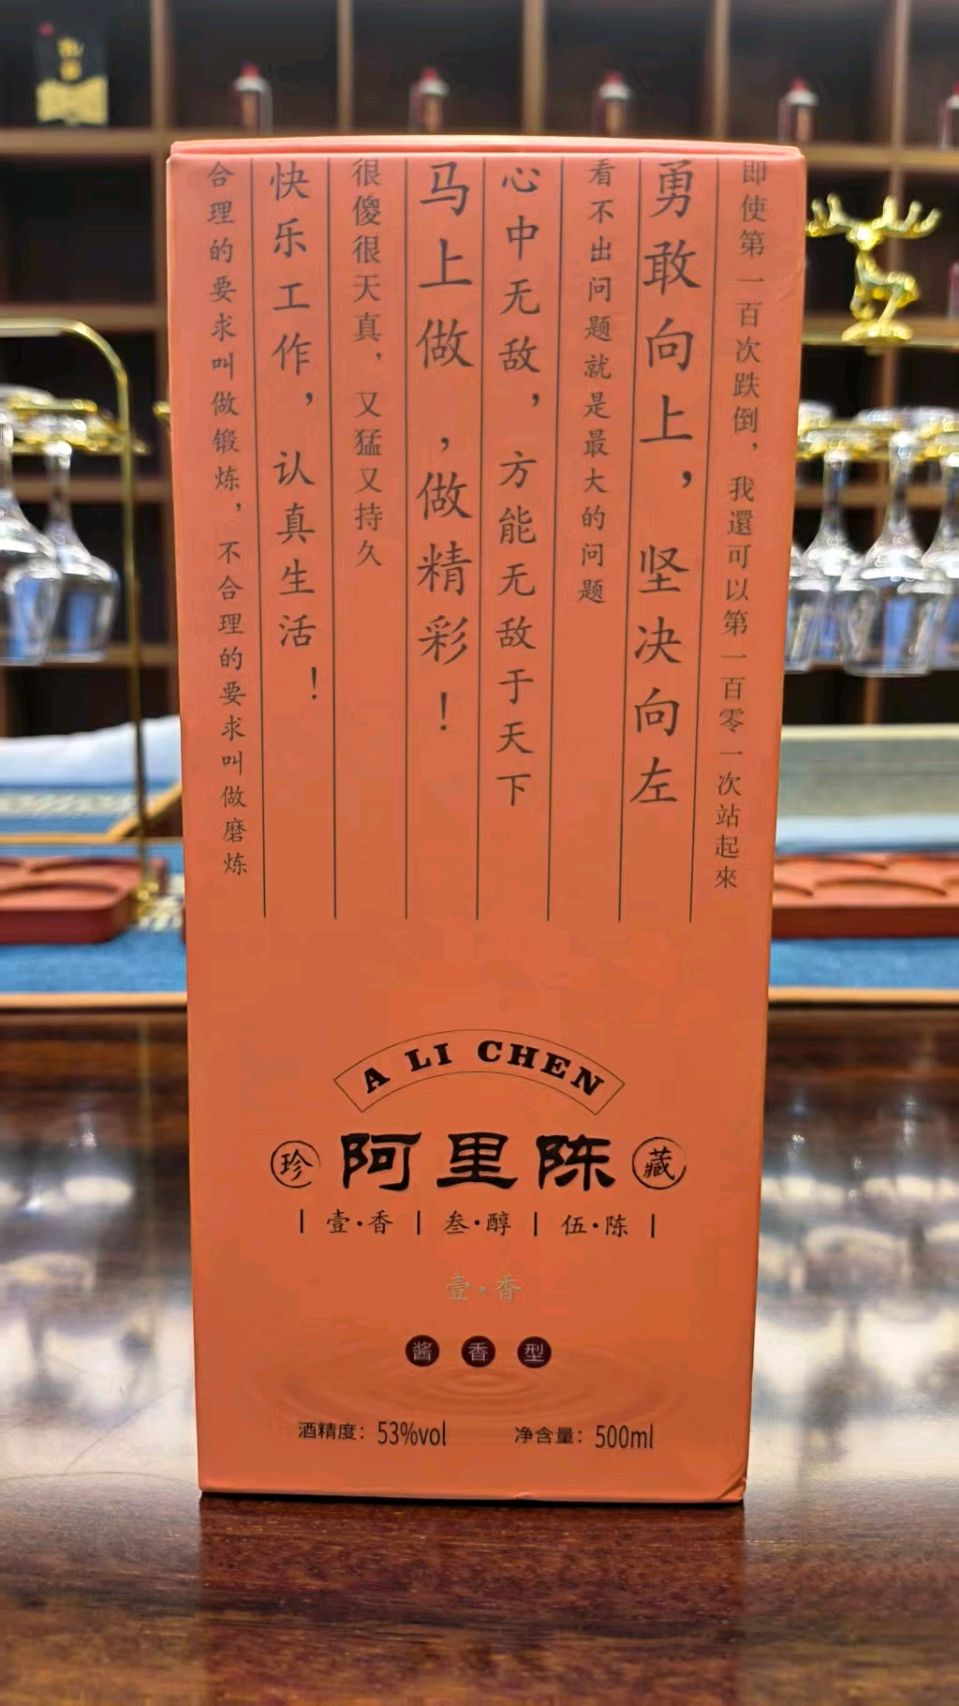 即使第一百次跌倒，我還可以第一百零一次站起來
勇敢向上，坚决向左
看不出问题就是最大的问题
心中无敌，方能无敌于天下
马上做，做精彩！
很傻很天真，又猛又持久
快乐工作，认真生活！
合理的要求叫做锻炼，不合理的要求叫做磨炼
A LI CHEN
珍 阿里陈 藏
| 壹·香 | 叁·醇 | 伍·陈 |
壹·香
酱香型
酒精度：53%vol 净含量：500ml